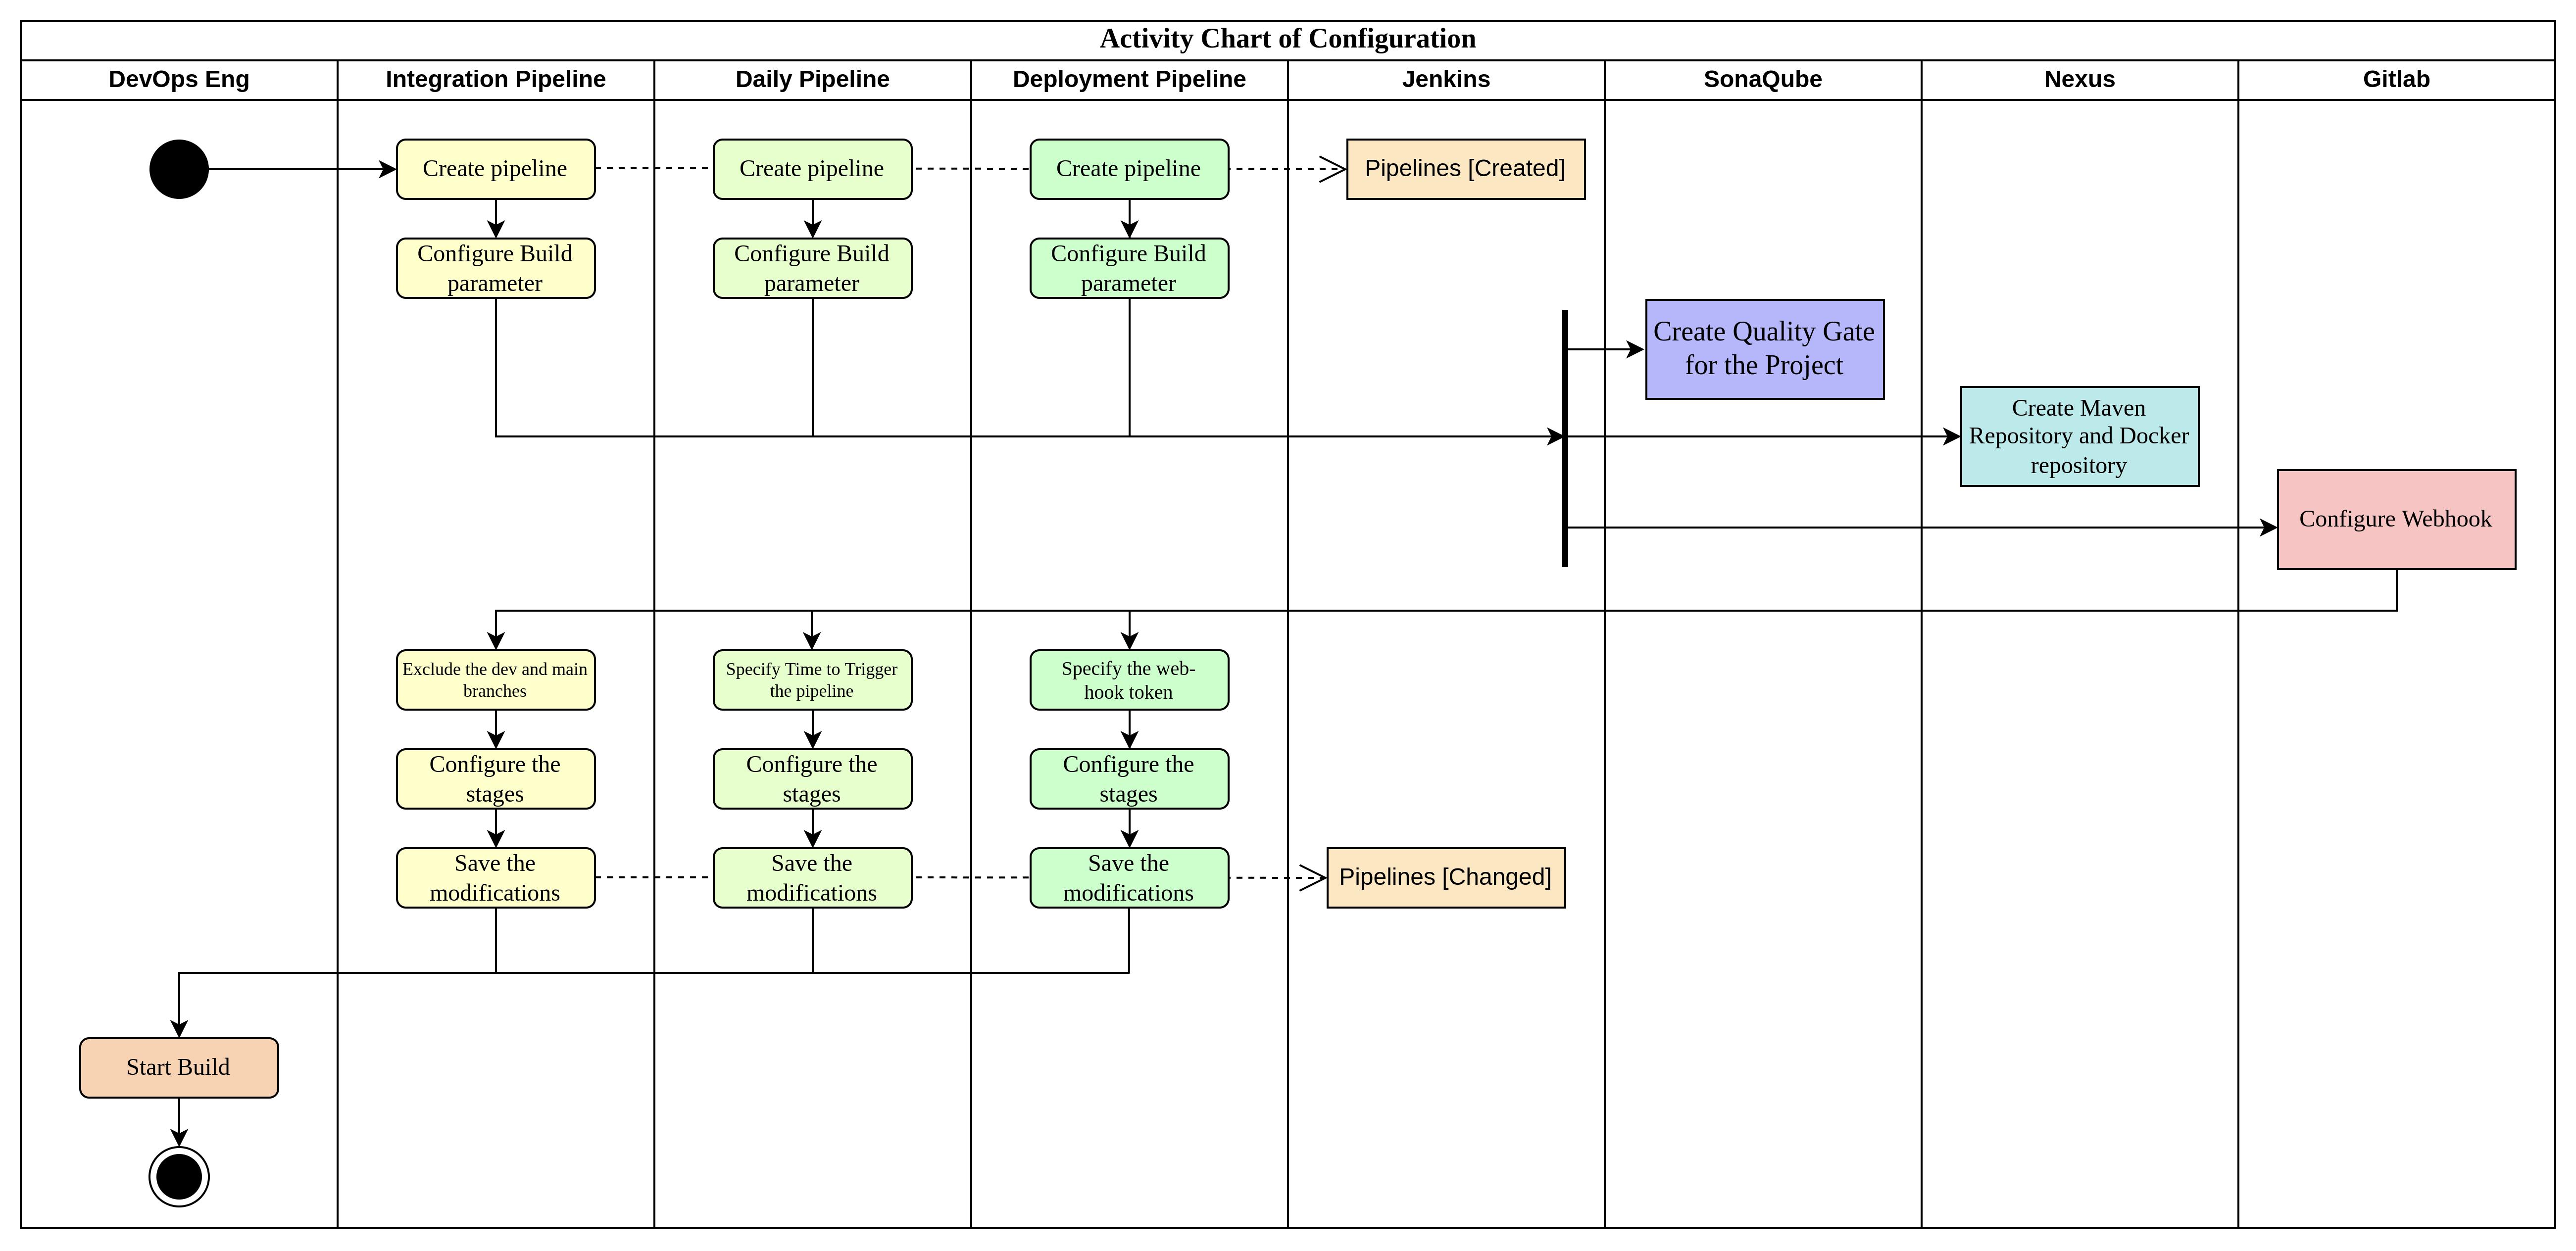 Activity Chart of Configuration
DevOps Eng
Integration Pipeline
Daily Pipeline
Deployment Pipeline
Jenkins
SonaQube
Nexus
Gitlab
Create pipeline
Create pipeline
Create pipeline
Pipelines [Created]
Configure Build
parameter
Configure Build
parameter
Configure Build
parameter
Create Quality Gate
for the Project
Create Maven
Repository and Docker
repository
Configure Webhook
Exclude the dev and main
branches
Specify Time to Trigger
the pipeline
Specify the web-
hook token
Configure the
stages
Configure the
stages
Configure the
stages
Save the
modifications
Save the
modifications
Save the
modifications
Pipelines [Changed]
Start Build